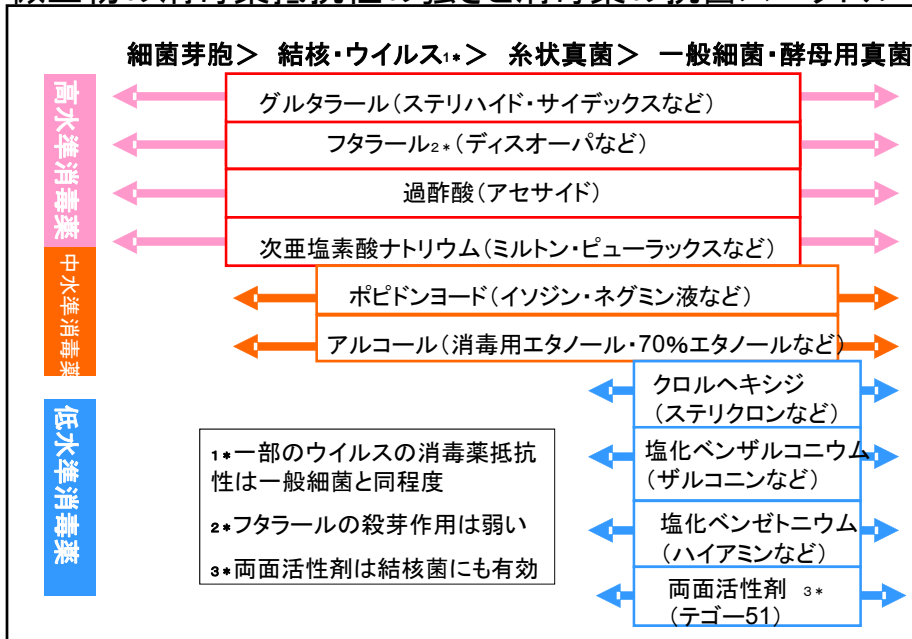 細菌芽胞＞ 結核・ウイルス1*＞ 糸状真菌＞ 一般細菌・酵母用真菌
高水準消毒薬
グルタラール（ステリハイド・サイデックスなど）
フタラール2*（ディスオーパなど）
過酢酸（アセサイド）
次亜塩素酸ナトリウム（ミルトン・ピューラックスなど）
中水準消毒薬
ポピドンヨード（イソジン・ネグミン液など）
アルコール（消毒用エタノール・70%エタノールなど）
低水準消毒薬
クロルヘキシジ
（ステリクロンなど）
塩化ベンザルコニウム
（ザルコニンなど）
塩化ベンゼトニウム
（ハイアミンなど）
両面活性剤 3*
（テゴー51）
1*一部のウイルスの消毒薬抵抗
性は一般細菌と同程度
2*フタラールの殺芽作用は弱い
3*両面活性剤は結核菌にも有効